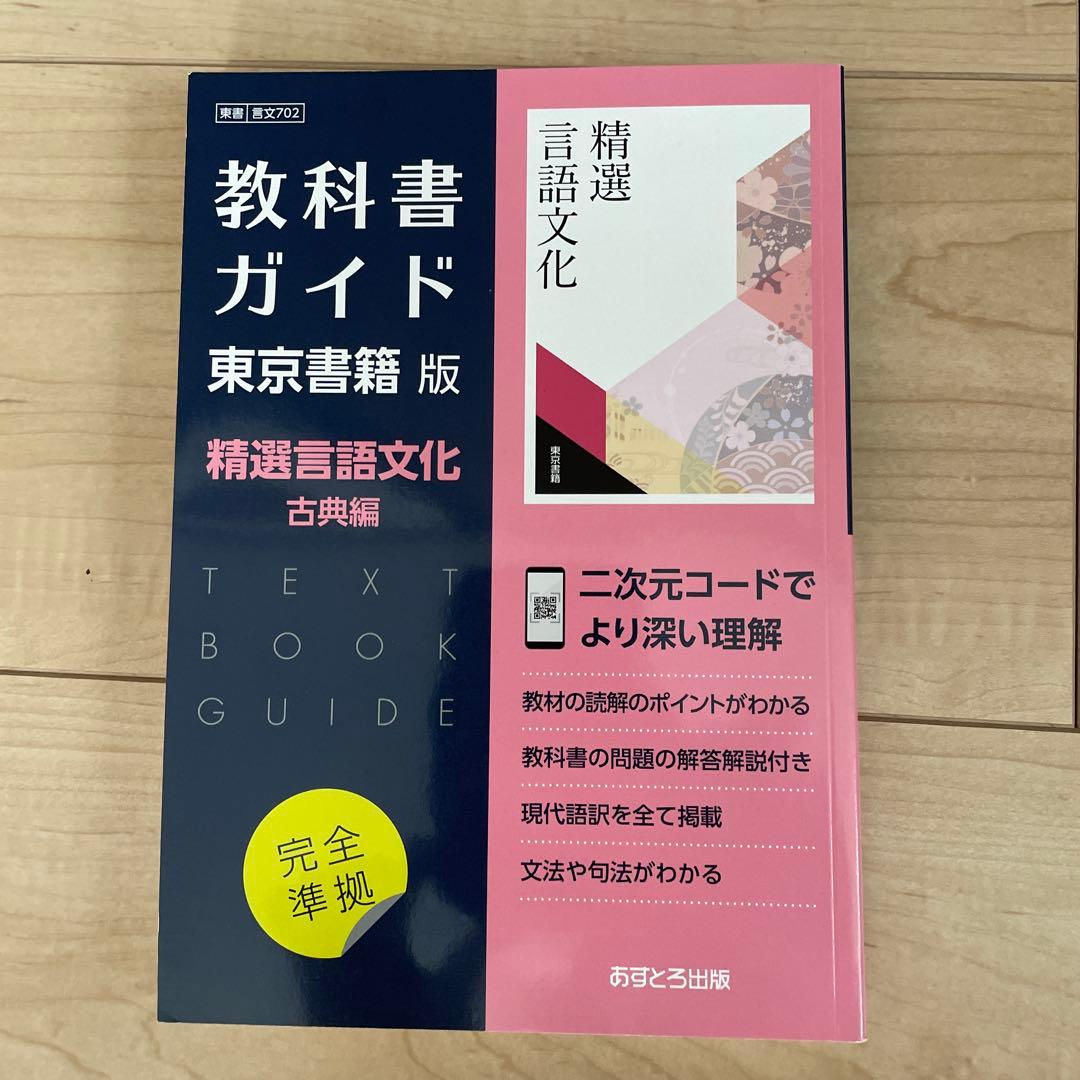 東書 言文702
教科書
ガイド
東京書籍 版
精選言語文化
古典編
TEXT
BOOK
GUIDE
完全
準拠
精選
言語文化
東京書籍
二次元コードで
より深い理解
教材の読解のポイントがわかる
教科書の問題の解答解説付き
現代語訳を全て掲載
文法や句法がわかる
あすとろ出版